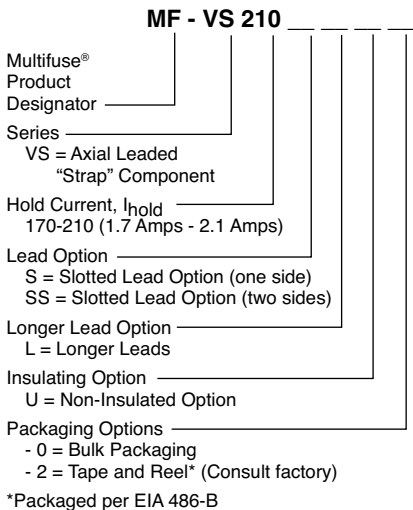 MF - VS 210 __ __ __ __
Multifuse®
Product
Designator
Series
VS = Axial Leaded
“Strap” Component
Hold Current, Ihold
170-210 (1.7 Amps - 2.1 Amps)
Lead Option
S = Slotted Lead Option (one side)
SS = Slotted Lead Option (two sides)
Longer Lead Option
L = Longer Leads
Insulating Option
U = Non-Insulated Option
Packaging Options
- 0 = Bulk Packaging
- 2 = Tape and Reel* (Consult factory)
*Packaged per EIA 486-B